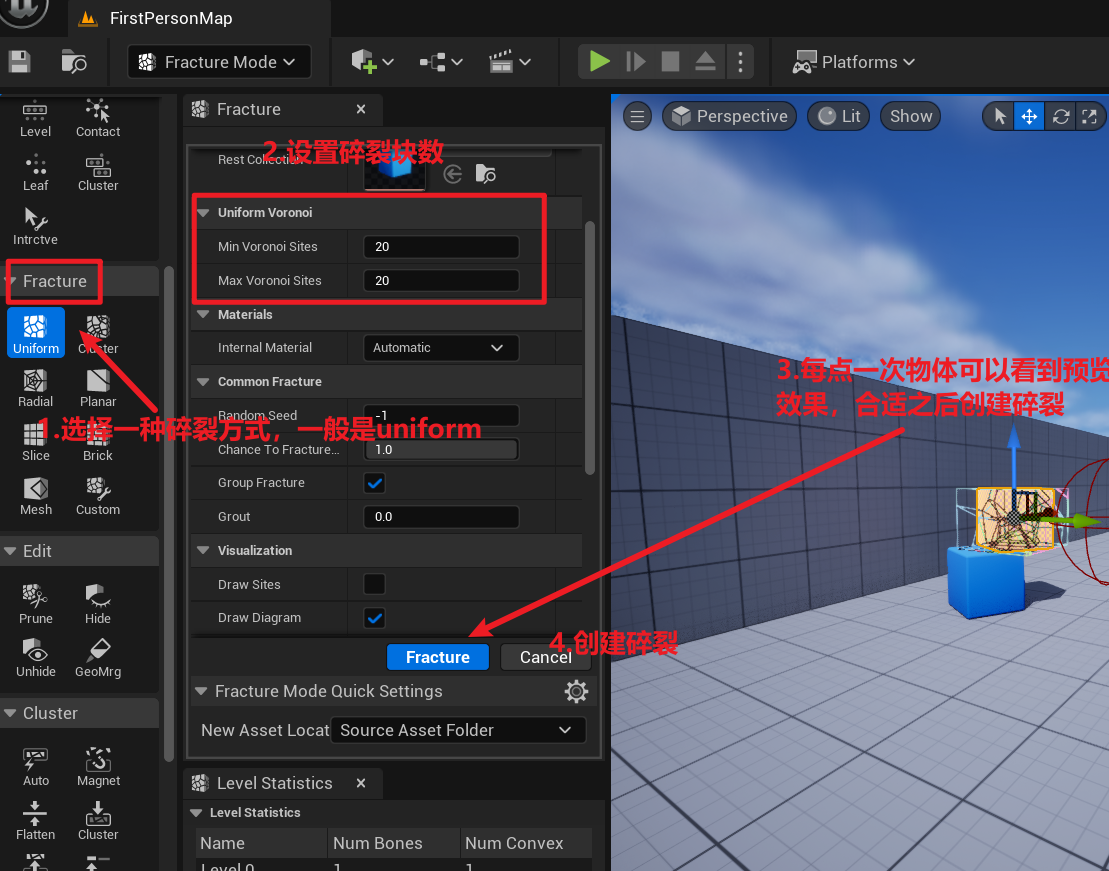 FirstPersonMap
Fracture Mode
Platforms
Level
Contact
Leaf
Cluster
Intrctve
Fracture
Uniform
Cluster
Radial
Planar
Slice
Brick
Mesh
Custom
Edit
Prune
Hide
Unhide
GeoMrg
Cluster
Auto
Magnet
Flatten
Cluster
Fracture
Rest Collection
2.设置碎裂块数
Uniform Voronoi
Min Voronoi Sites 20
Max Voronoi Sites 20
Materials
Internal Material Automatic
Common Fracture
Random Seed -1
1.选择一种碎裂方式，一般是uniform
Chance To Fracture... 1.0
Group Fracture
Grout 0.0
Visualization
Draw Sites
Draw Diagram
Fracture Cancel
4.创建碎裂
Fracture Mode Quick Settings
New Asset Locat Source Asset Folder
Level Statistics
Level Statistics
Name Num Bones Num Convex
Level 0 1 1
Perspective Lit Show
3.每点一次物体可以看到预览
效果，合适之后创建碎裂